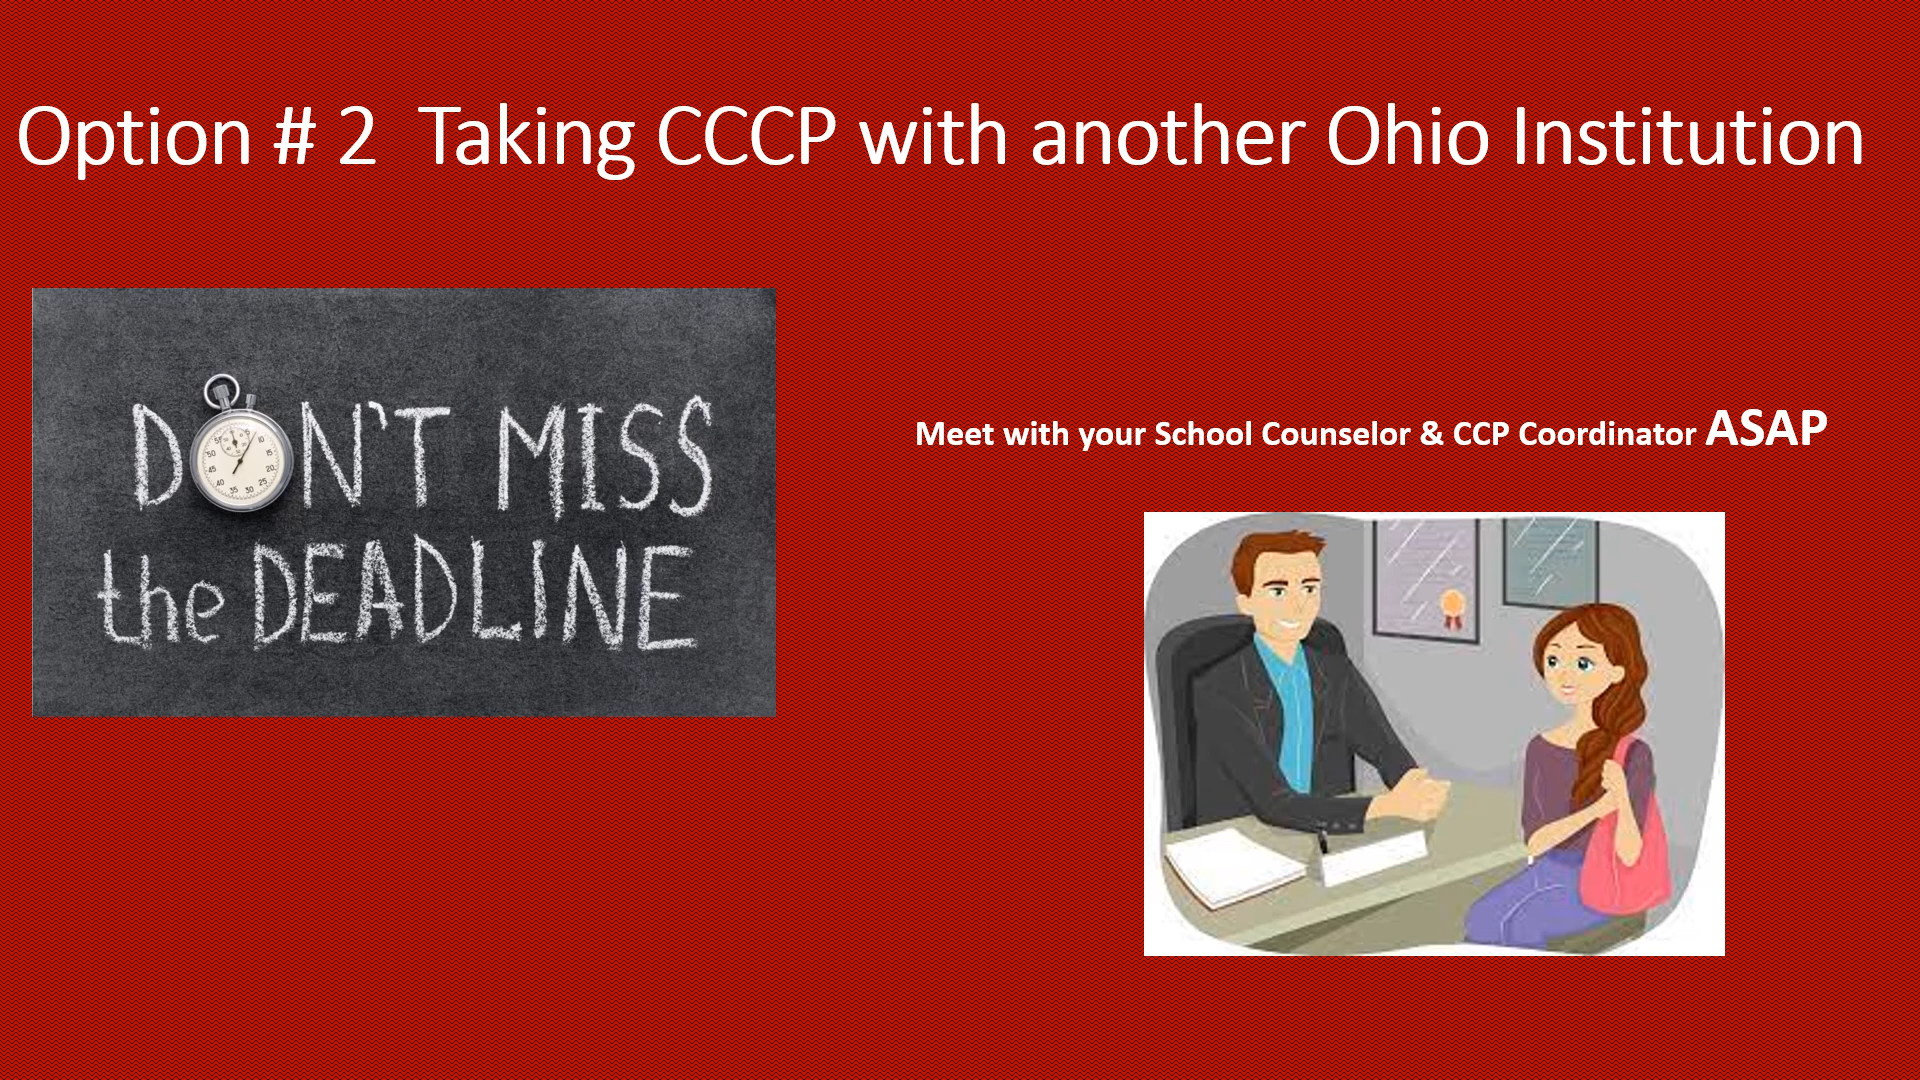 Option # 2  Taking CCCP with another Ohio Institution
DON'T MISS
the DEADLINE
Meet with your School Counselor & CCP Coordinator ASAP